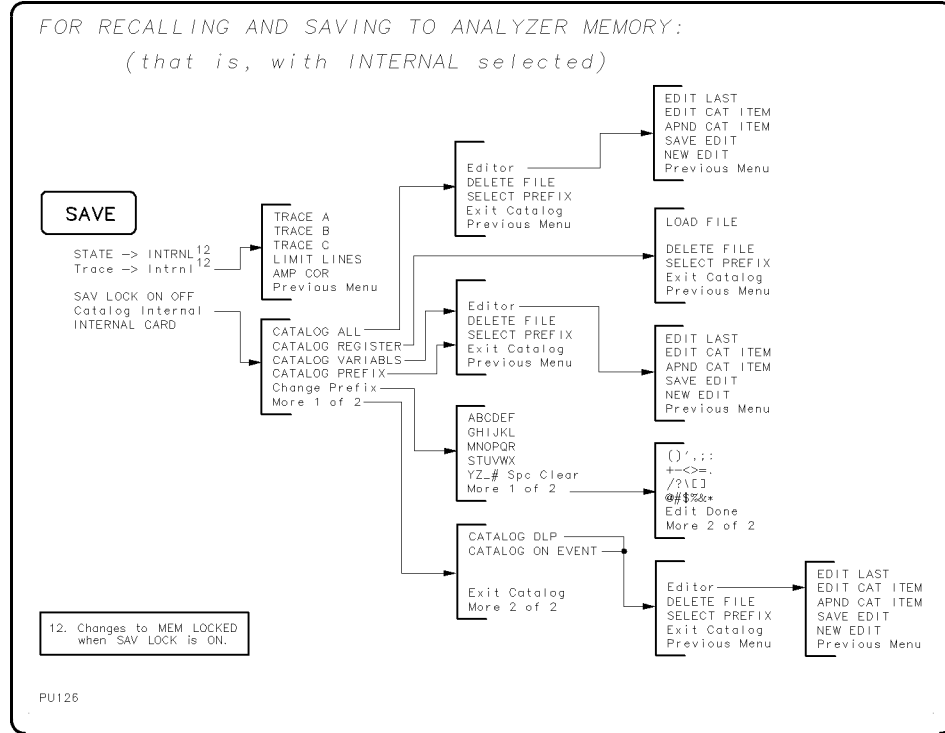 FOR RECALLING AND SAVING TO ANALYZER MEMORY:
(that is, with INTERNAL selected)
SAVE
STATE -> INTRNL 12
Trace -> Intrnl 12
SAV LOCK ON OFF
Catalog Internal
INTERNAL CARD
TRACE A
TRACE B
TRACE C
LIMIT LINES
AMP COR
Previous Menu
CATALOG ALL
CATALOG REGISTER
CATALOG VARIABLS
CATALOG PREFIX
Change Prefix
More 1 of 2
Editor
DELETE FILE
SELECT PREFIX
Exit Catalog
Previous Menu
EDIT LAST
EDIT CAT ITEM
APND CAT ITEM
SAVE EDIT
NEW EDIT
Previous Menu
LOAD FILE
DELETE FILE
SELECT PREFIX
Exit Catalog
Previous Menu
Editor
DELETE FILE
SELECT PREFIX
Exit Catalog
Previous Menu
EDIT LAST
EDIT CAT ITEM
APND CAT ITEM
SAVE EDIT
NEW EDIT
Previous Menu
ABCDEF
GHIJKL
MNOPQR
STUVWX
YZ_# Spc Clear
More 1 of 2
()',;:
+-<>=.
/?\[]
@#$%&*
Edit Done
More 2 of 2
CATALOG DLP
CATALOG ON EVENT
Exit Catalog
More 2 of 2
Editor
DELETE FILE
SELECT PREFIX
Exit Catalog
Previous Menu
EDIT LAST
EDIT CAT ITEM
APND CAT ITEM
SAVE EDIT
NEW EDIT
Previous Menu
12. Changes to MEM LOCKED
when SAV LOCK is ON.
PU126